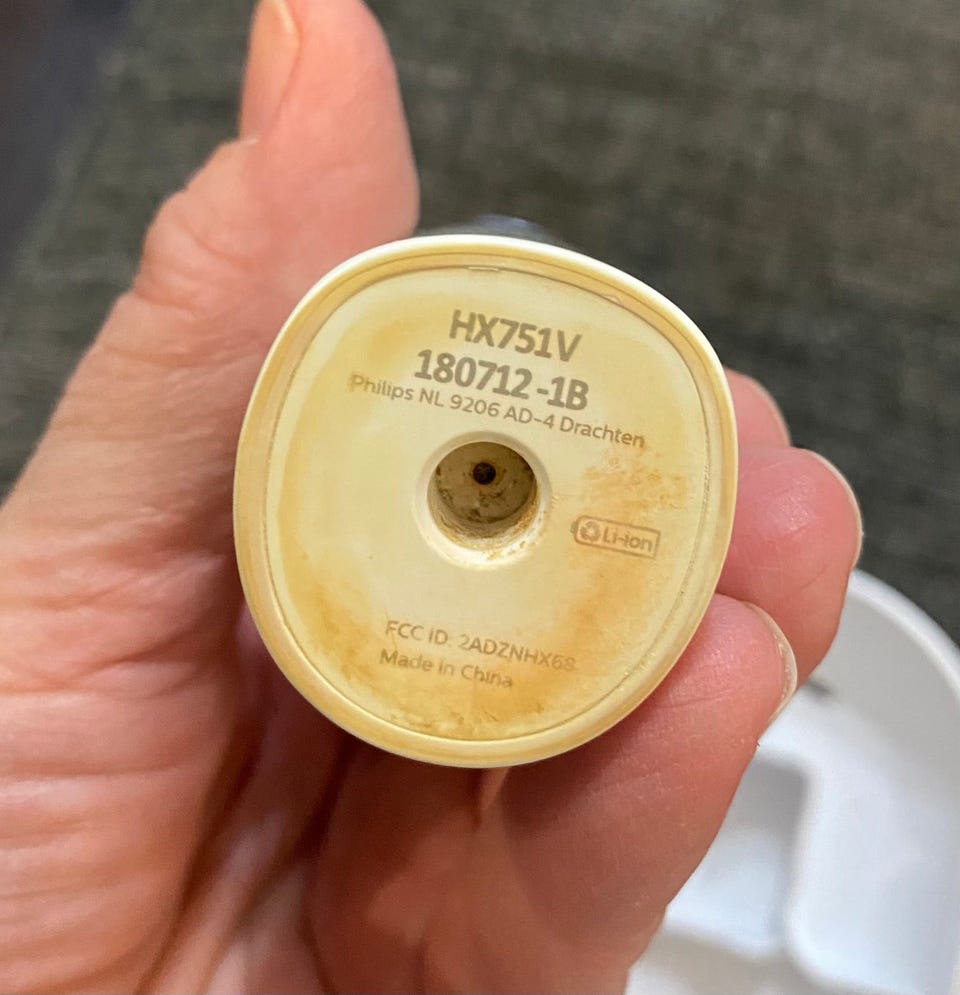 HX751V
180712-1B
Philips NL 9206 AD-4 Drachten
Li-ion
FCC ID: 2ADZNHX68
Made in China